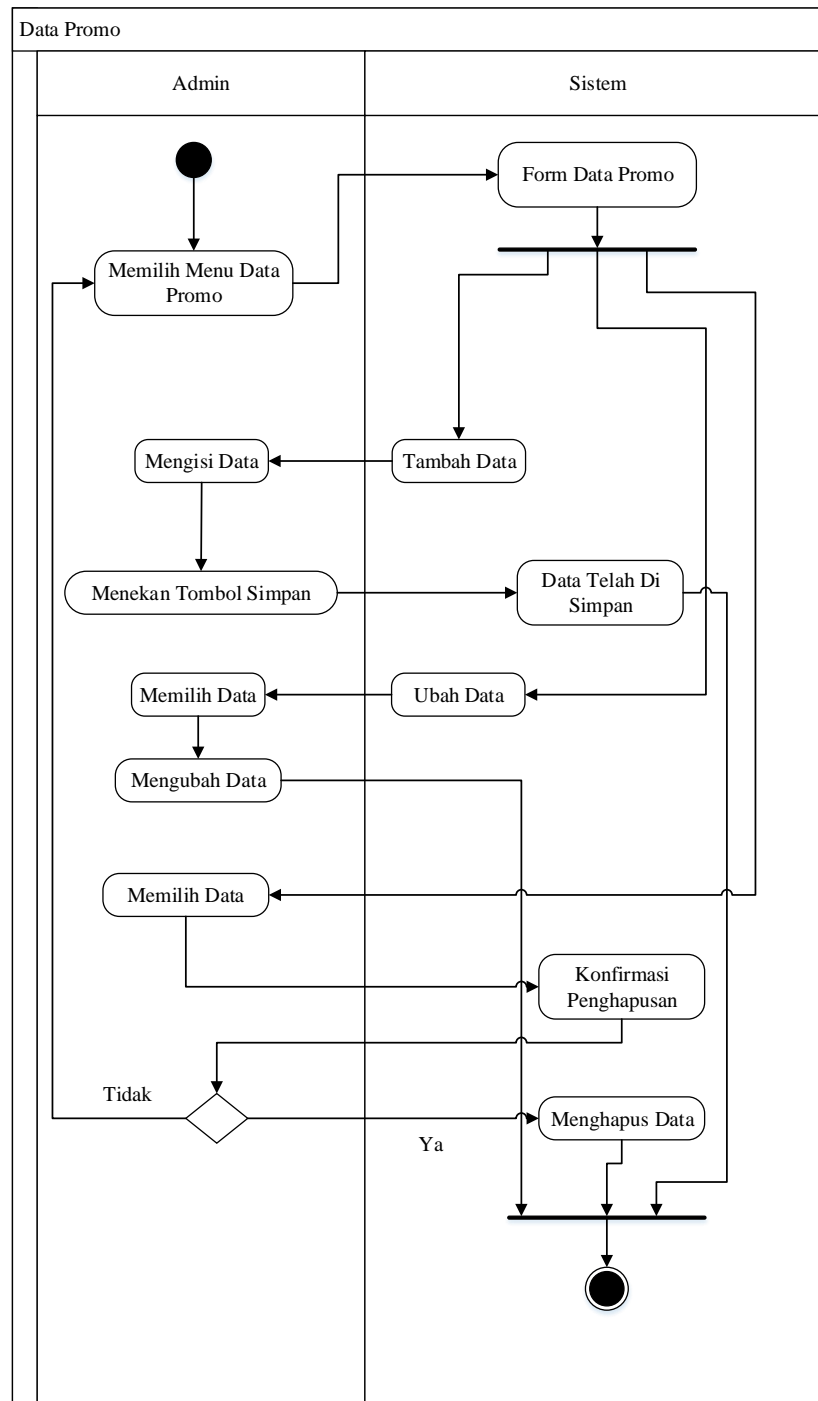 Data Promo
Admin
Sistem
Form Data Promo
Memilih Menu Data
Promo
Mengisi Data
Tambah Data
Menekan Tombol Simpan
Data Telah Di
Simpan
Memilih Data
Ubah Data
Mengubah Data
Memilih Data
Konfirmasi
Penghapusan
Tidak
Menghapus Data
Ya